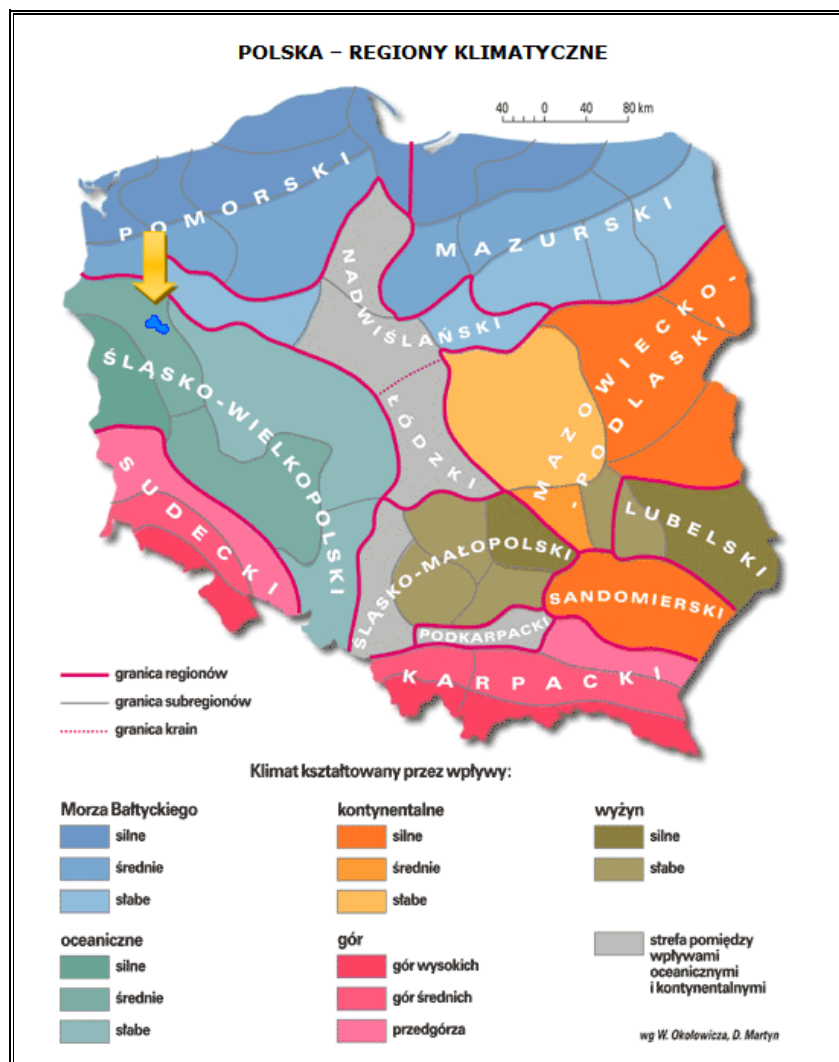 POLSKA – REGIONY KLIMATYCZNE
40 0 40 80 km
POMORSKI
MAZURSKI
NADWIŚLAŃSKI
MAZOWIECKO-
-PODLASKI
ŚLĄSKO-WIELKOPOLSKI
ŁÓDZKI
SUDECKI
LUBELSKI
ŚLĄSKO-MAŁOPOLSKI
SANDOMIERSKI
PODKARPACKI
KARPACKI
granica regionów
granica subregionów
granica krain
Klimat kształtowany przez wpływy:
Morza Bałtyckiego
silne
średnie
słabe
kontynentalne
silne
średnie
słabe
wyżyn
silne
słabe
oceaniczne
silne
średnie
słabe
gór
gór wysokich
gór średnich
przedgórza
strefa pomiędzy
wpływami
oceanicznymi
i kontynentalnymi
wg W. Okołowicza, D. Martyn